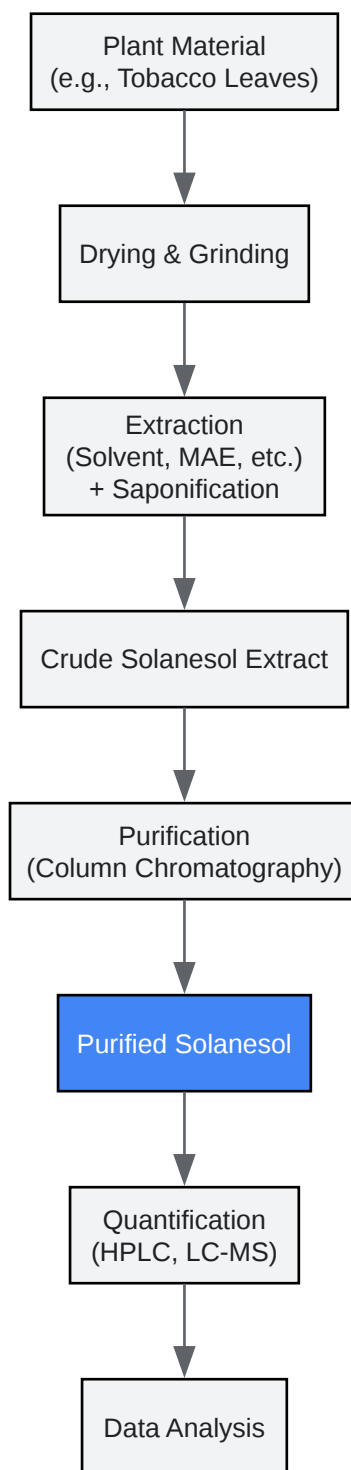 Plant Material
(e.g., Tobacco Leaves)
Drying & Grinding
Extraction
(Solvent, MAE, etc.)
+ Saponification
Crude Solanesol Extract
Purification
(Column Chromatography)
Purified Solanesol
Quantification
(HPLC, LC-MS)
Data Analysis